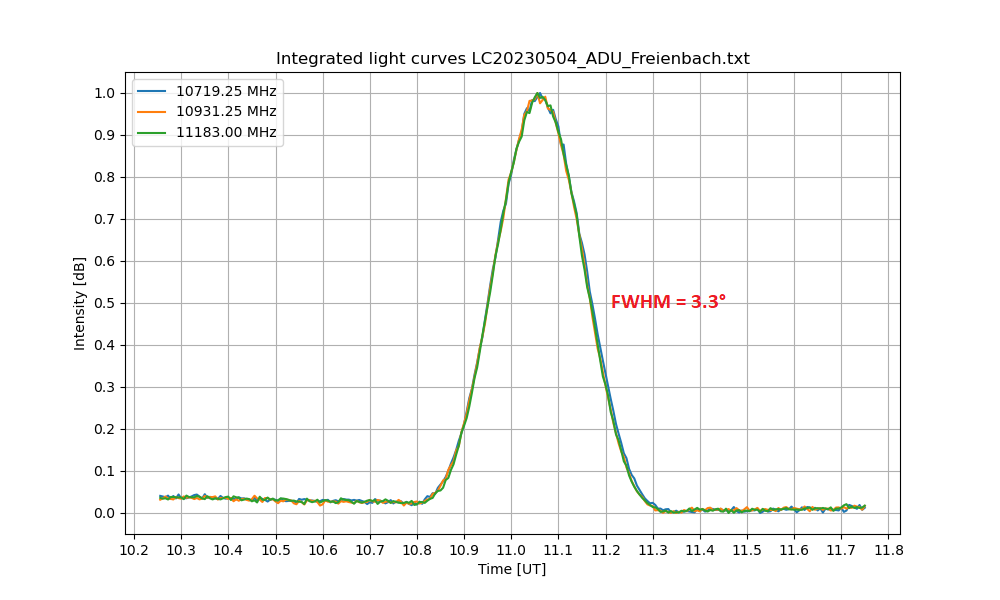 Integrated light curves LC20230504_ADU_Freienbach.txt
10719.25 MHz
10931.25 MHz
11183.00 MHz
1.0
0.9
0.8
0.7
0.6
0.5
0.4
0.3
0.2
0.1
0.0
Intensity [dB]
FWHM = 3.3°
10.2 10.3 10.4 10.5 10.6 10.7 10.8 10.9 11.0 11.1 11.2 11.3 11.4 11.5 11.6 11.7 11.8
Time [UT]